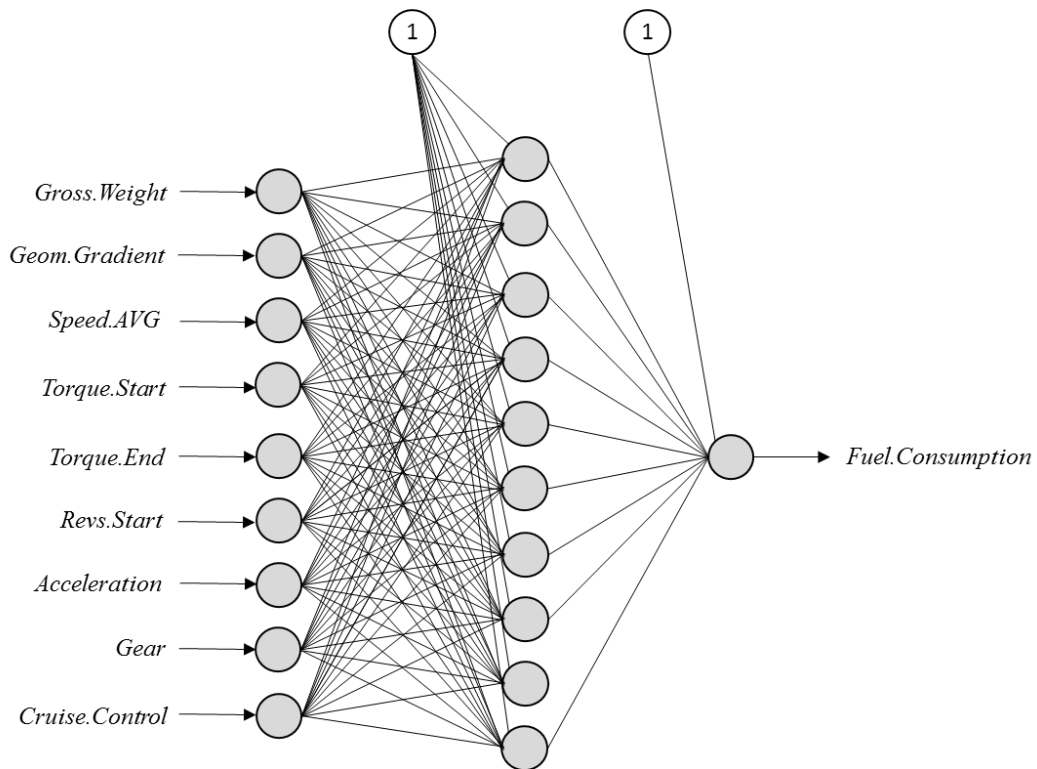 1
1
Gross.Weight
Geom.Gradient
Speed.AVG
Torque.Start
Torque.End
Fuel.Consumption
Revs.Start
Acceleration
Gear
Cruise.Control